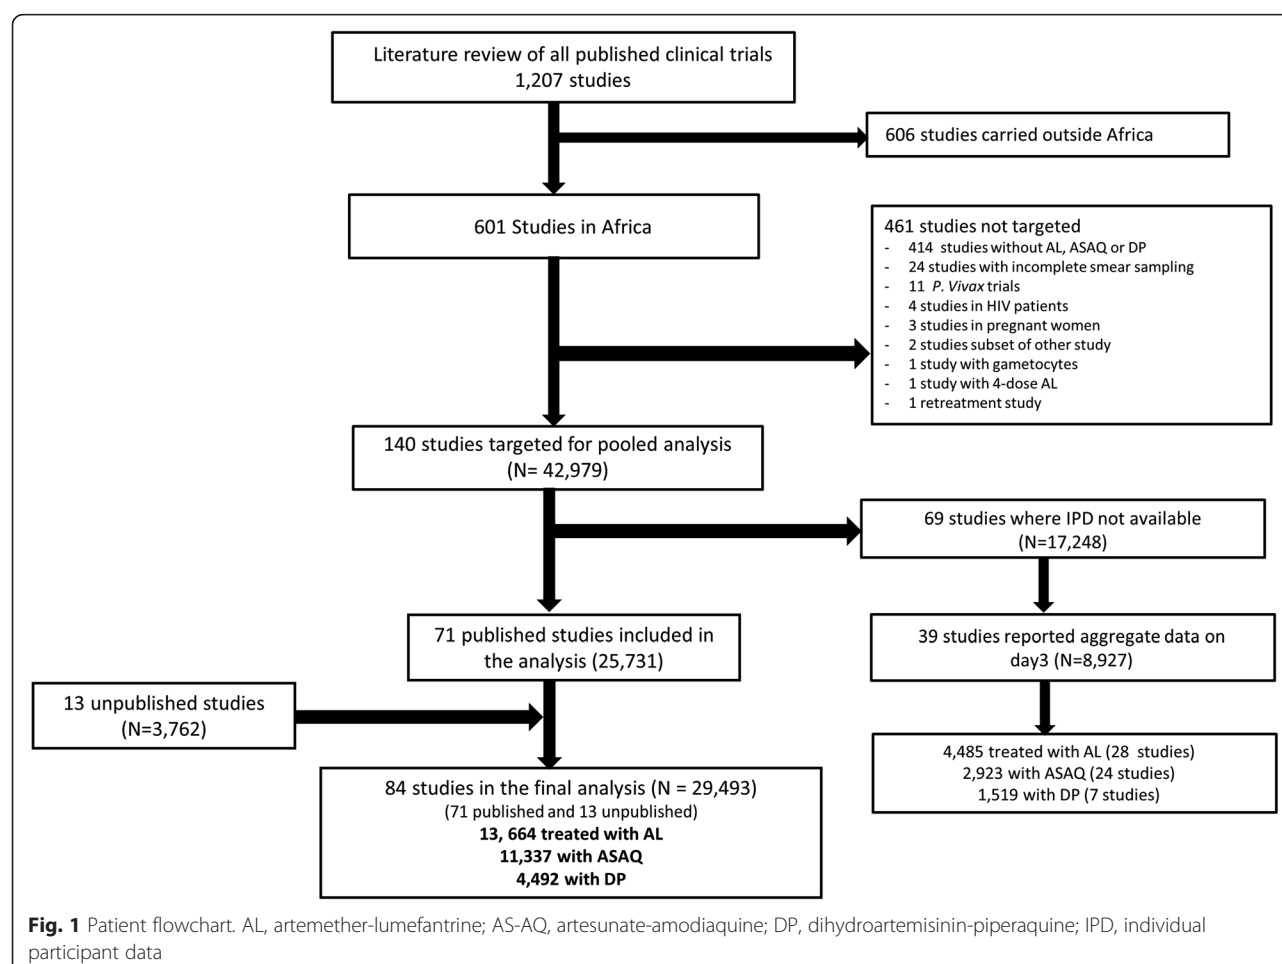 Literature review of all published clinical trials
1,207 studies
606 studies carried outside Africa
601 Studies in Africa
461 studies not targeted
- 414 studies without AL, ASAQ or DP
- 24 studies with incomplete smear sampling
- 11 P. Vivax trials
- 4 studies in HIV patients
- 3 studies in pregnant women
- 2 studies subset of other study
- 1 study with gametocytes
- 1 study with 4-dose AL
- 1 retreatment study
140 studies targeted for pooled analysis
(N= 42,979)
69 studies where IPD not available
(N=17,248)
71 published studies included in
the analysis (25,731)
39 studies reported aggregate data on
day3 (N=8,927)
13 unpublished studies
(N=3,762)
4,485 treated with AL (28 studies)
2,923 with ASAQ (24 studies)
1,519 with DP (7 studies)
84 studies in the final analysis (N = 29,493)
(71 published and 13 unpublished)
13, 664 treated with AL
11,337 with ASAQ
4,492 with DP
Fig. 1 Patient flowchart. AL, artemether-lumefantrine; AS-AQ, artesunate-amodiaquine; DP, dihydroartemisinin-piperaquine; IPD, individual
participant data